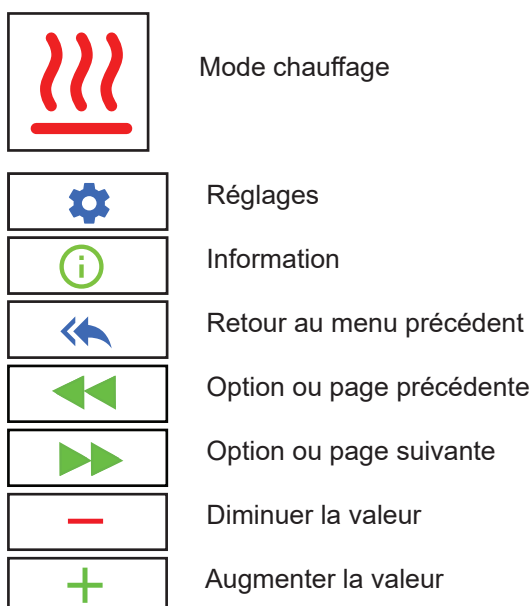 Mode chauffage
Réglages
Information
Retour au menu précédent
Option ou page précédente
Option ou page suivante
Diminuer la valeur
Augmenter la valeur